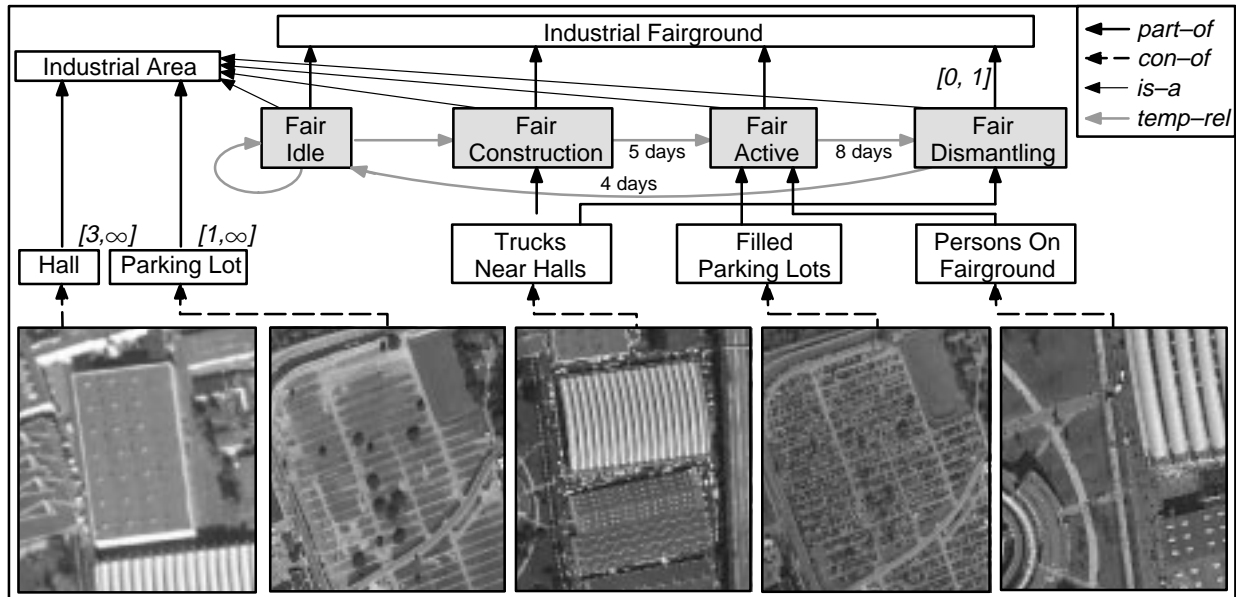 Industrial Fairground
part–of
con–of
is–a
temp–rel
Industrial Area
[0, 1]
Fair
Idle
Fair
Construction
Fair
Active
Fair
Dismantling
5 days
8 days
4 days
[3,∞]
[1,∞]
Hall
Parking Lot
Trucks
Near Halls
Filled
Parking Lots
Persons On
Fairground